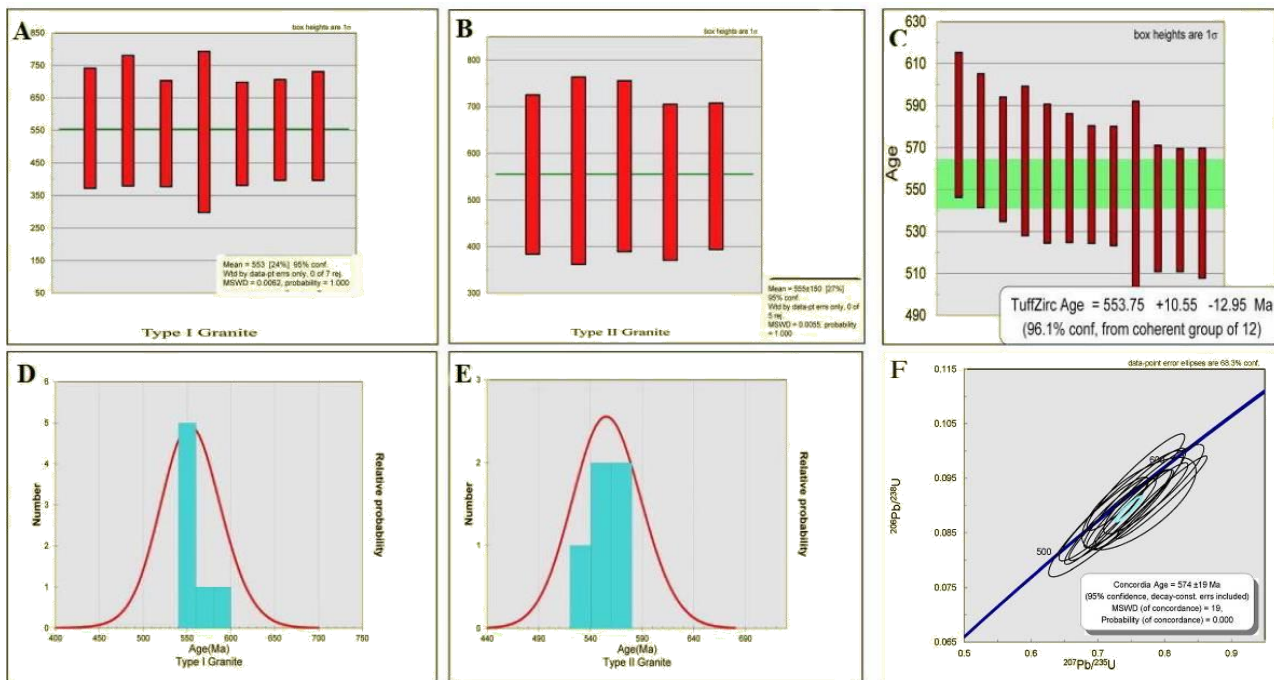 A
box heights are 1σ
850
750
650
550
450
350
250
150
50
Mean = 553 [24%] 95% conf.
Wtd by data-pt errs only, 0 of 7 rej.
MSWD = 0.0062, probability = 1.000
Type I Granite
B
box heights are 1σ
800
700
600
500
400
300
Mean = 555±150 [27%]
95% conf.
Wtd by data-pt errs only, 0 of
5 rej.
MSWD = 0.0055, probability
= 1.000
Type II Granite
C
box heights are 1σ
Age
630
610
590
570
550
530
510
490
TuffZirc Age = 553.75 +10.55 -12.95 Ma
(96.1% conf, from coherent group of 12)
D
Number
6
5
4
3
2
1
0
400 450 500 550 600 650 700 750
Age(Ma)
Type I Granite
Relative probability
E
Number
3
2
1
0
440 490 540 590 640 690
Age(Ma)
Type II Granite
Relative probability
F
data-point error ellipses are 68.3% conf.
206Pb/238U
0.115
0.105
0.095
0.085
0.075
0.065
500
Concordia Age = 574 ±19 Ma
(95% confidence, decay-const. errs included)
MSWD (of concordance) = 19,
Probability (of concordance) = 0.000
0.5 0.6 0.7 0.8 0.9
207Pb/235U